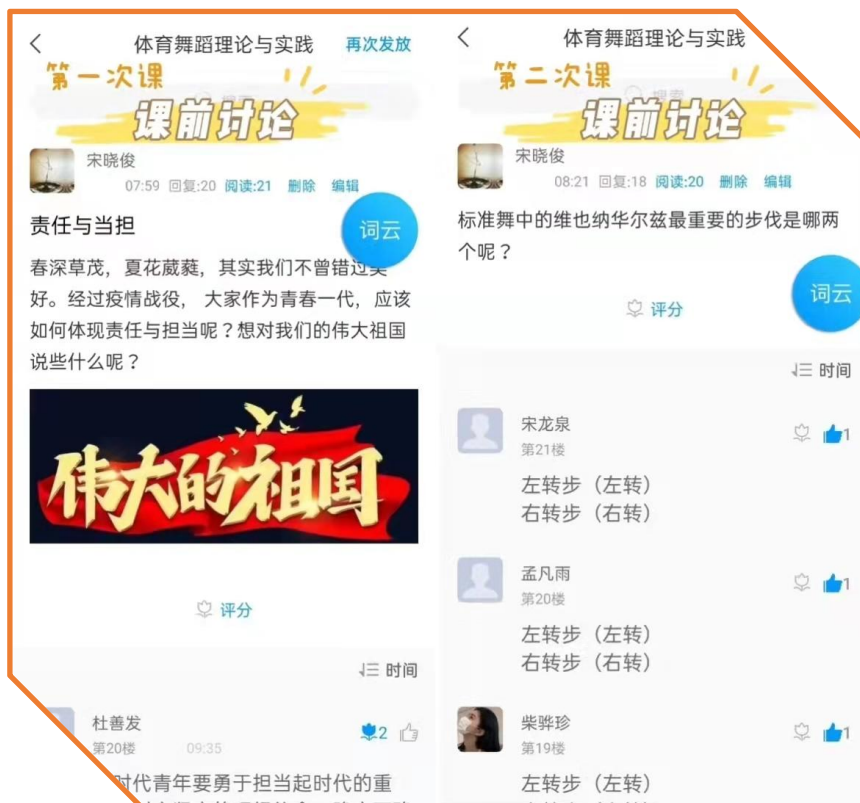 体育舞蹈理论与实践
再次发放
第一次课
课前讨论
宋晓俊
07:59 回复:20 阅读:21 删除 编辑
责任与当担
词云
春深草茂，夏花葳蕤，其实我们不曾错过美
好。经过疫情战役， 大家作为青春一代，应该
如何体现责任与担当呢？想对我们的伟大祖国
说些什么呢？
伟大的祖国
评分
时间
杜善发
2
第20楼 09:35
时代青年要勇于担当起时代的重
体育舞蹈理论与实践
第二次课
搜索
课前讨论
宋晓俊
08:21 回复:18 阅读:20 删除 编辑
标准舞中的维也纳华尔兹最重要的步伐是哪两
个呢？
词云
评分
时间
宋龙泉
1
第21楼
左转步（左转）
右转步（右转）
孟凡雨
1
第20楼
左转步（左转）
右转步（右转）
柴骅珍
1
第19楼
左转步（左转）